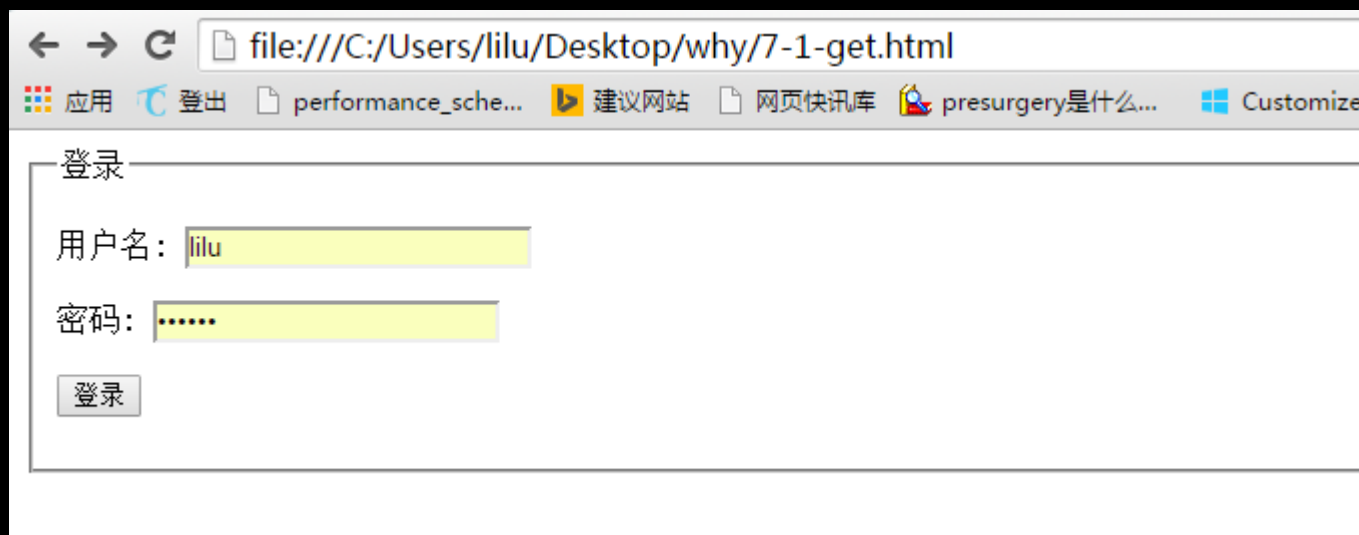 file:///C:/Users/lilu/Desktop/why/7-1-get.html
应用 登出 performance_sche... 建议网站 网页快讯库 presurgery是什么... Customize
登录
用户名: lilu
密码: ••••••
登录